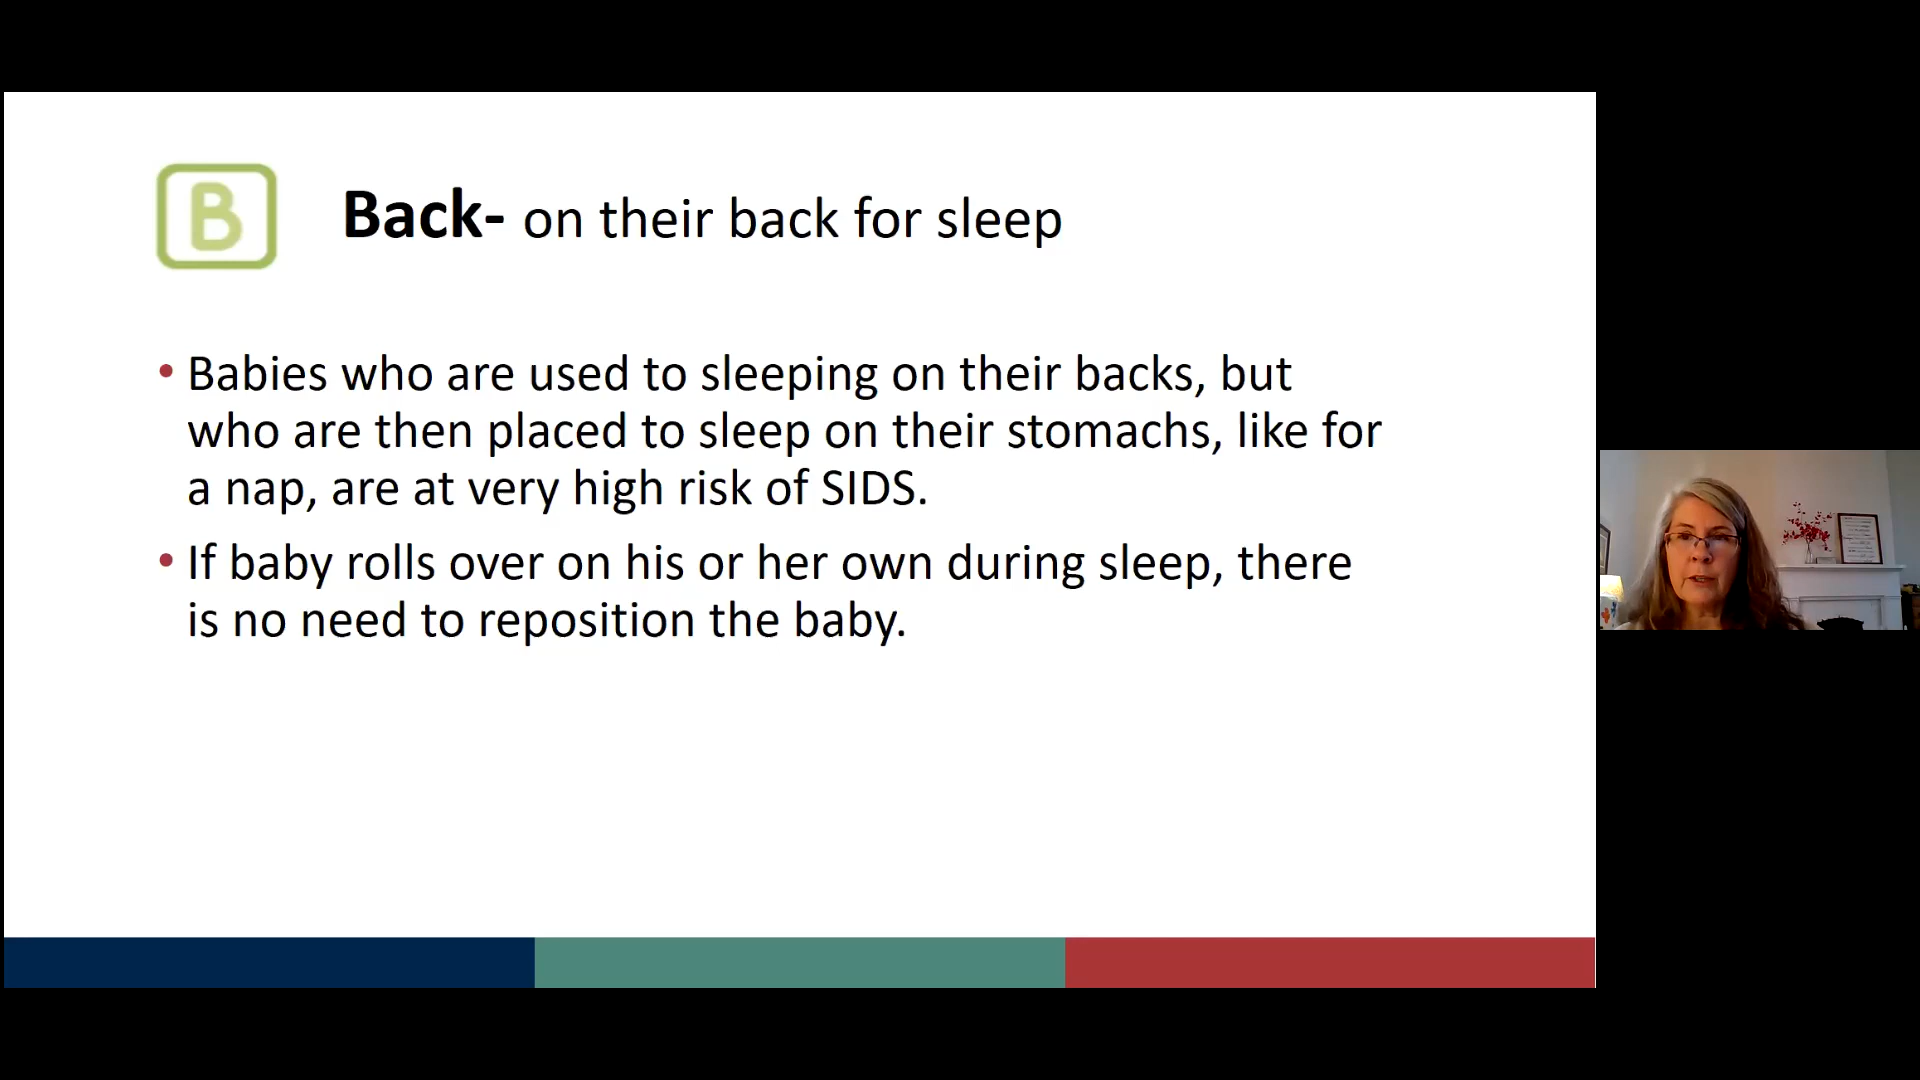 B
Back- on their back for sleep
• Babies who are used to sleeping on their backs, but
who are then placed to sleep on their stomachs, like for
a nap, are at very high risk of SIDS.
• If baby rolls over on his or her own during sleep, there
is no need to reposition the baby.